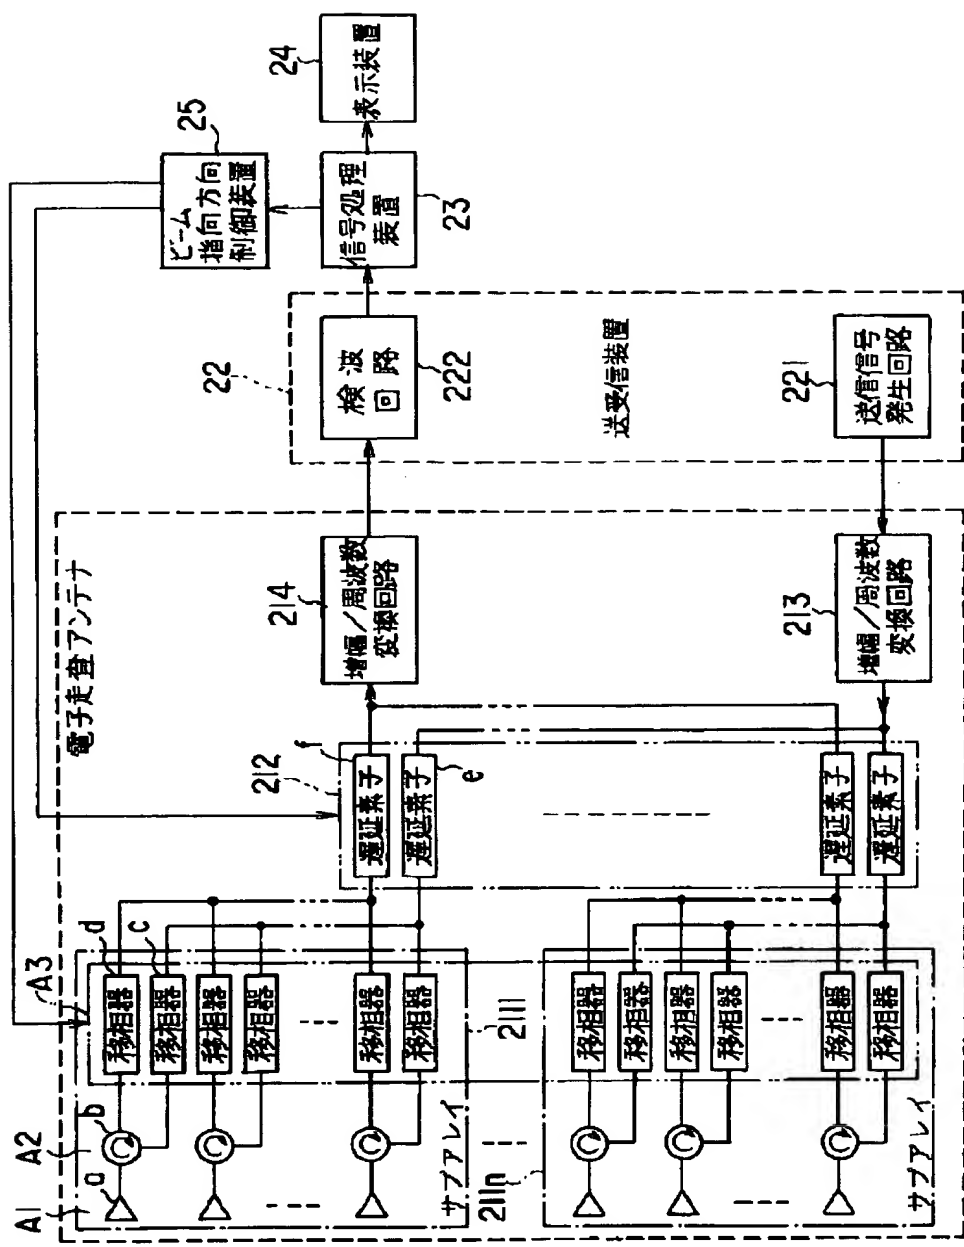 電子走査アンテナ
A1
A2
A3
a
b
d
c
移相器
移相器
移相器
移相器
移相器
移相器
サブアレイ
2111
211n
移相器
移相器
移相器
移相器
移相器
移相器
サブアレイ
212
f
遅延素子
遅延素子
e
遅延素子
遅延素子
214
増幅/周波数
変換回路
213
増幅/周波数
変換回路
22
検波
回路
222
送受信装置
221
送信信号
発生回路
25
ビーム
指向方向
制御装置
信号処理
装置
23
24
表示装置